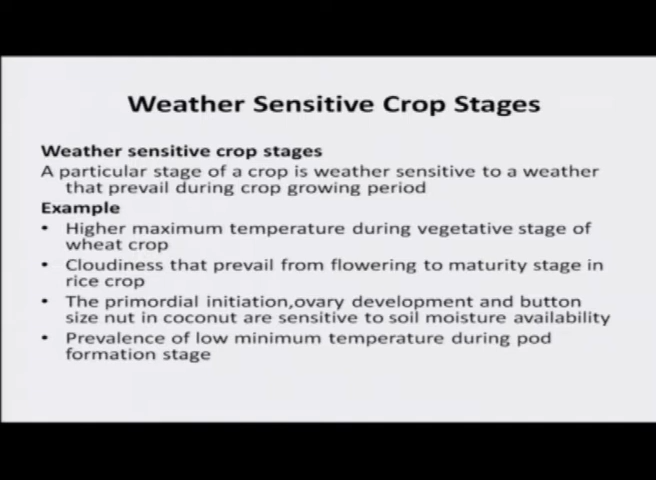 Weather Sensitive Crop Stages
Weather sensitive crop stages
A particular stage of a crop is weather sensitive to a weather
that prevail during crop growing period
Example
• Higher maximum temperature during vegetative stage of
wheat crop
• Cloudiness that prevail from flowering to maturity stage in
rice crop
• The primordial initiation,ovary development and button
size nut in coconut are sensitive to soil moisture availability
• Prevalence of low minimum temperature during pod
formation stage